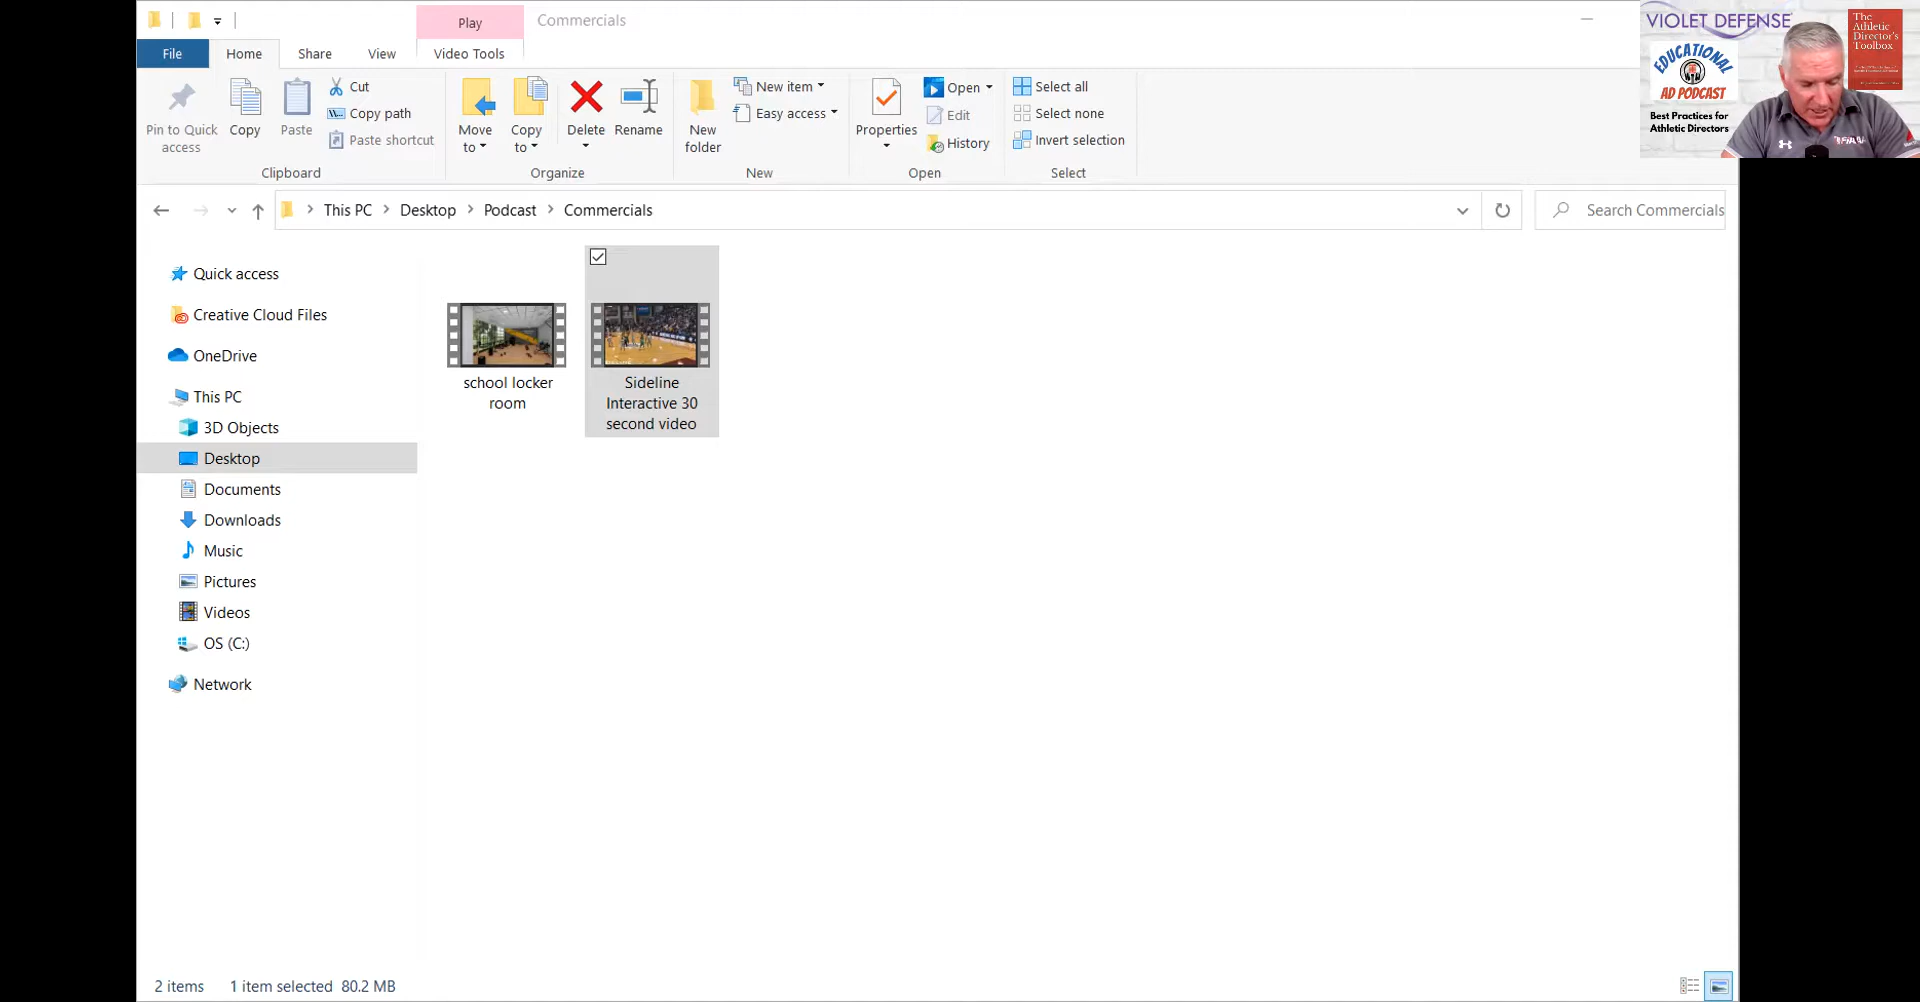 Play
Commercials
File
Home
Share
View
Video Tools
Pin to Quick
access
Copy
Paste
Cut
Copy path
Paste shortcut
Clipboard
Move
to
Copy
to
Delete
Rename
Organize
New
folder
New item
Easy access
New
Properties
Open
Edit
History
Open
Select all
Select none
Invert selection
Select
This PC
Desktop
Podcast
Commercials
Search Commercials
Quick access
Creative Cloud Files
OneDrive
This PC
3D Objects
Desktop
Documents
Downloads
Music
Pictures
Videos
OS (C:)
Network
school locker
room
Sideline
Interactive 30
second video
2 items
1 item selected 80.2 MB
VIOLET DEFENSE
EDUCATIONAL
AD PODCAST
Best Practices for
Athletic Directors
The
Athletic
Director's
Toolbox